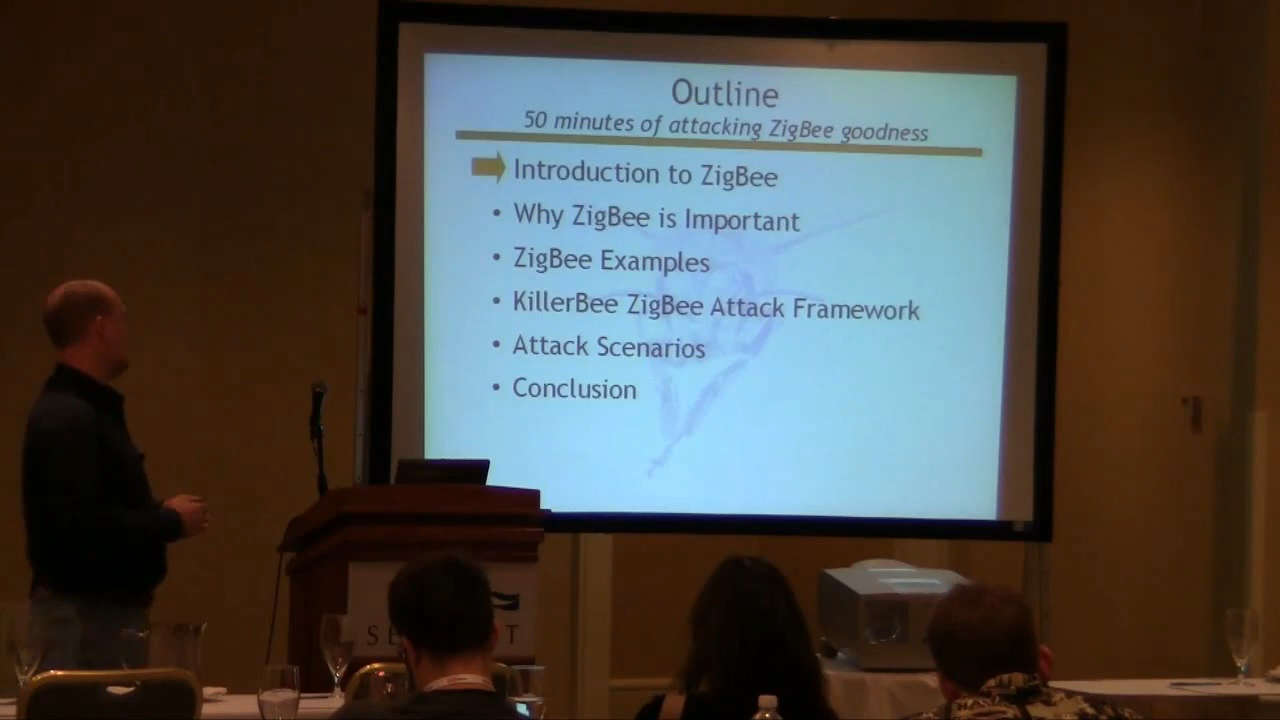 Outline
50 minutes of attacking ZigBee goodness
Introduction to ZigBee
• Why ZigBee is Important
• ZigBee Examples
• KillerBee ZigBee Attack Framework
• Attack Scenarios
• Conclusion